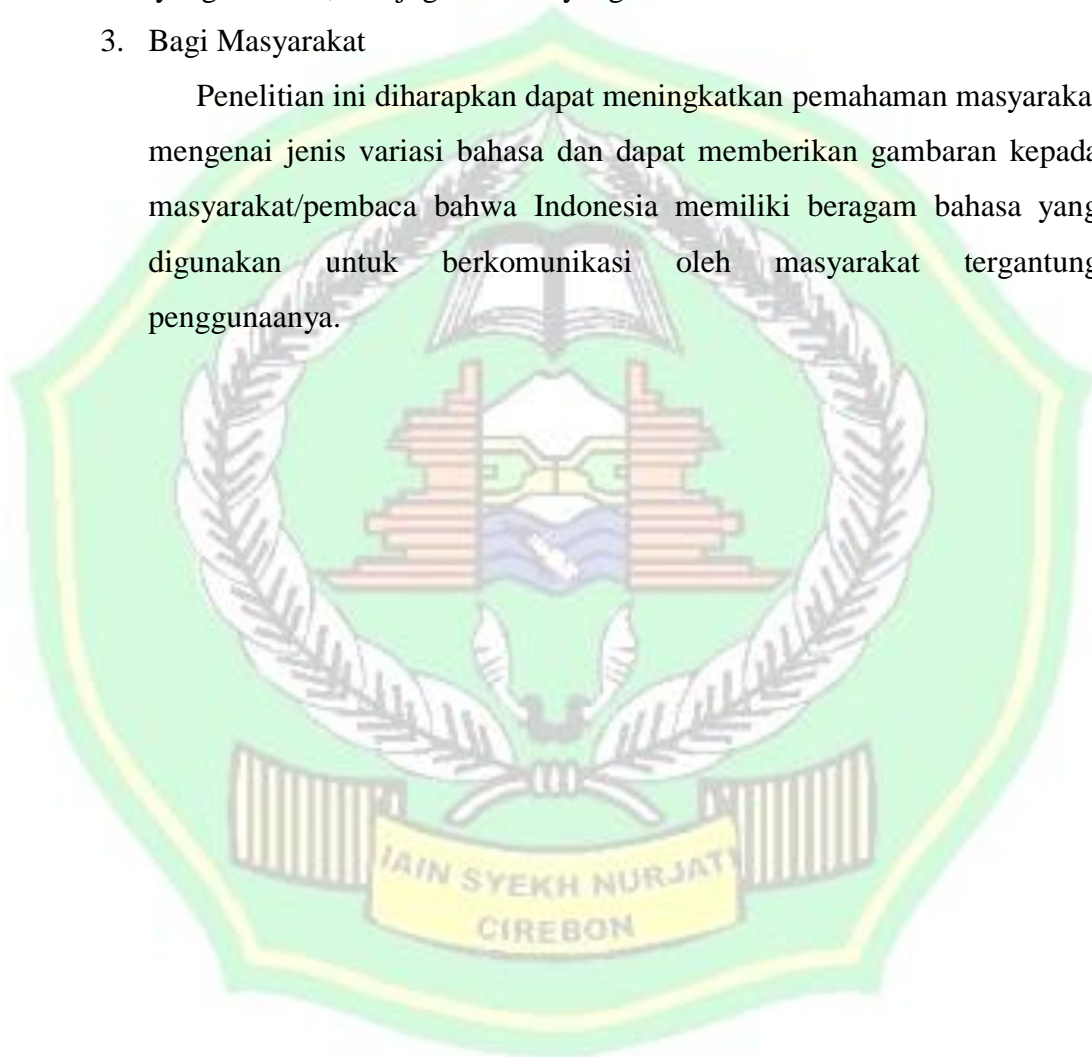 3. Bagi Masyarakat
Penelitian ini diharapkan dapat meningkatkan pemahaman masyaraka
mengenai jenis variasi bahasa dan dapat memberikan gambaran kepada
masyarakat/pembaca bahwa Indonesia memiliki beragam bahasa yang
digunakan untuk berkomunikasi oleh masyarakat tergantung
penggunaanya.
IAIN SYEKH NURJATI
CIREBON